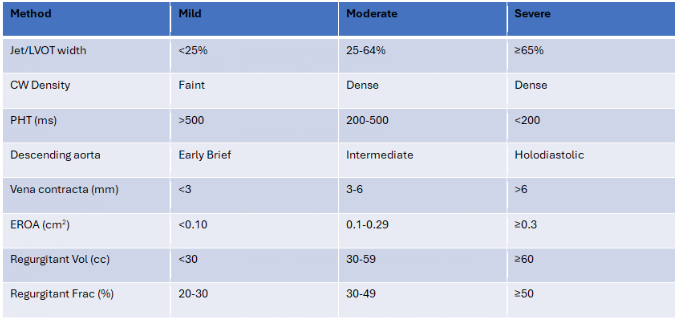 Method Mild Moderate Severe
Jet/LVOT width <25% 25-64% ≥65%
CW Density Faint Dense Dense
PHT (ms) >500 200-500 <200
Descending aorta Early Brief Intermediate Holodiastolic
Vena contracta (mm) <3 3-6 >6
EROA (cm²) <0.10 0.1-0.29 ≥0.3
Regurgitant Vol (cc) <30 30-59 ≥60
Regurgitant Frac (%) 20-30 30-49 ≥50